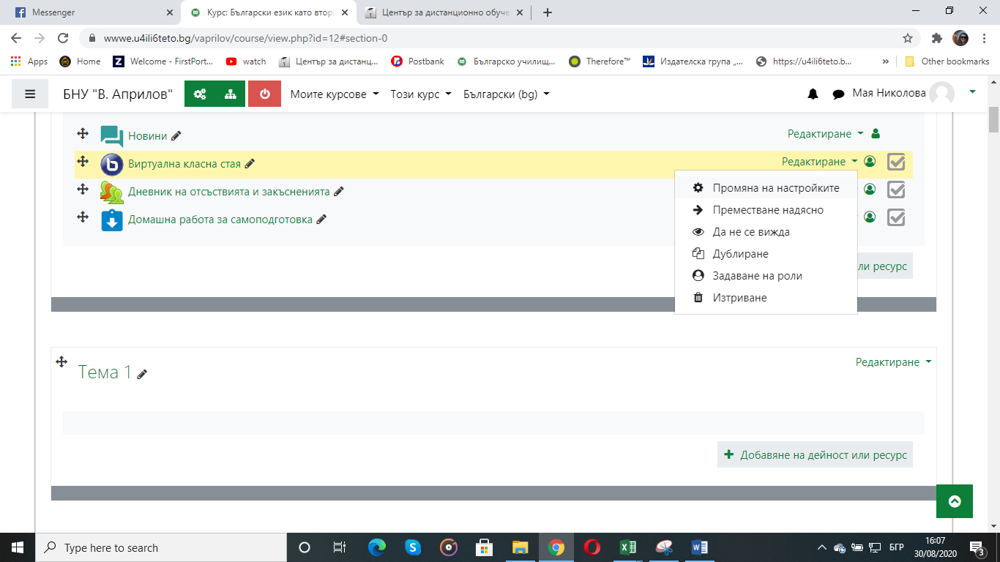 Messenger
Курс: Български език като втори
Център за дистанционно обуче
wwwe.u4ili6teto.bg/vaprilov/course/view.php?id=12#section-0
Apps
Home
Welcome - FirstPort...
watch
Център за дистанц...
Postbank
Българско училищ...
Therefore™
Издателска група „...
https://u4ili6teto.b...
»
Other bookmarks
БНУ "В. Априлов"
Моите курсове
Този курс
Български (bg)
Мая Николова
Новини
Редактиране
Виртуална класна стая
Редактиране
Дневник на отсъствията и закъсненията
Домашна работа за самоподготовка
Промяна на настройките
Преместване надясно
Да не се вижда
Дублиране
Задаване на роли
Изтриване
ли ресурс
Тема 1
Редактиране
Добавяне на дейност или ресурс
Type here to search
БГР
16:07
30/08/2020
3